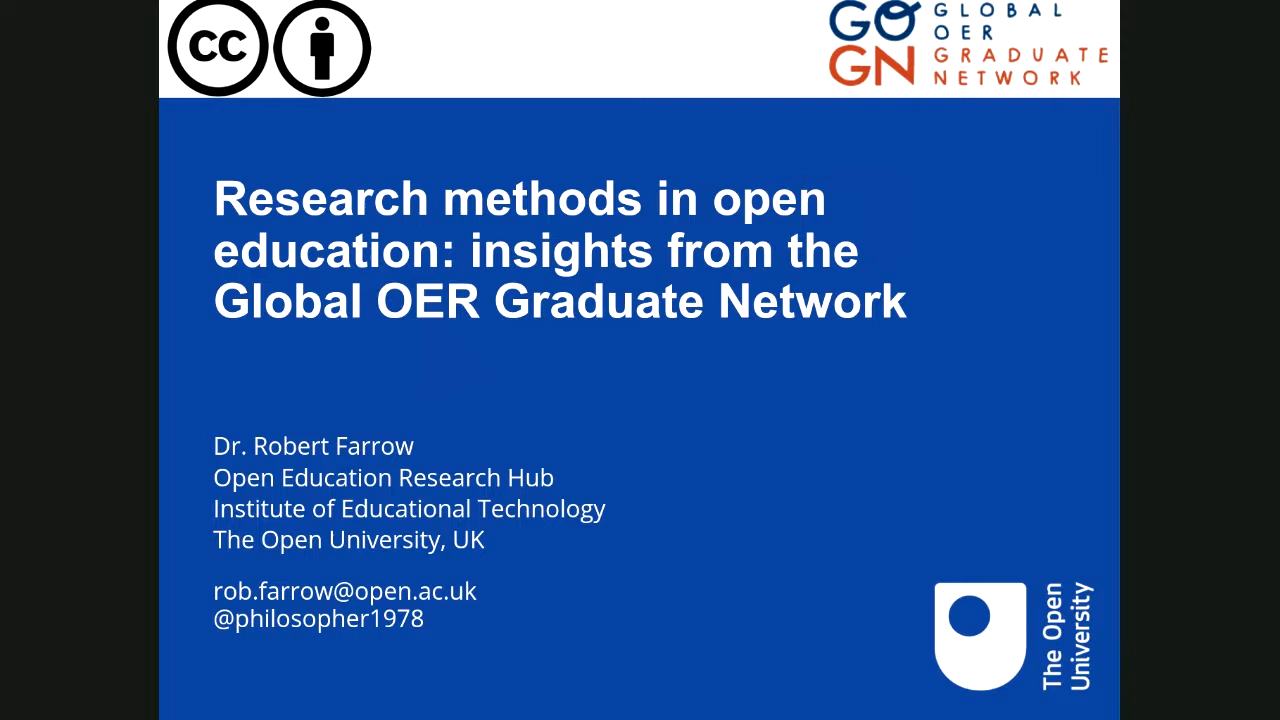 cc
GO GLOBAL
OER
GN GRADUATE
NETWORK
Research methods in open
education: insights from the
Global OER Graduate Network
Dr. Robert Farrow
Open Education Research Hub
Institute of Educational Technology
The Open University, UK
rob.farrow@open.ac.uk
@philosopher1978
The Open
University